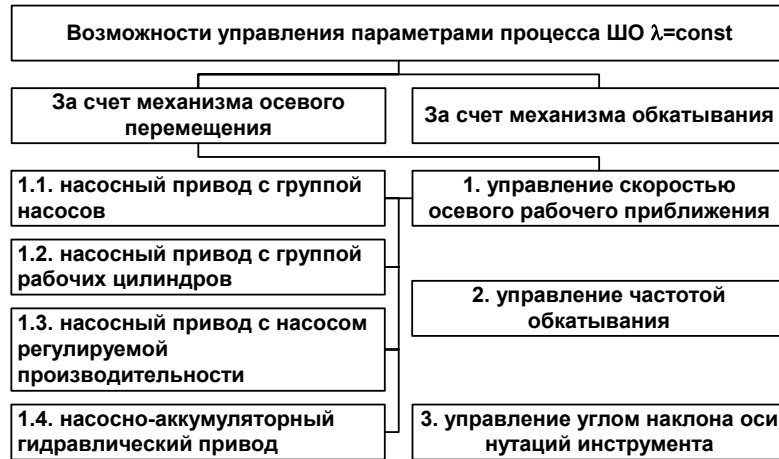 Возможности управления параметрами процесса ШО λ=const
За счет механизма осевого
перемещения
За счет механизма обкатывания
1.1. насосный привод с группой
насосов
1. управление скоростью
осевого рабочего приближения
1.2. насосный привод с группой
рабочих цилиндров
2. управление частотой
обкатывания
1.3. насосный привод с насосом
регулируемой
производительности
1.4. насосно-аккумуляторный
гидравлический привод
3. управление углом наклона оси
нутаций инструмента